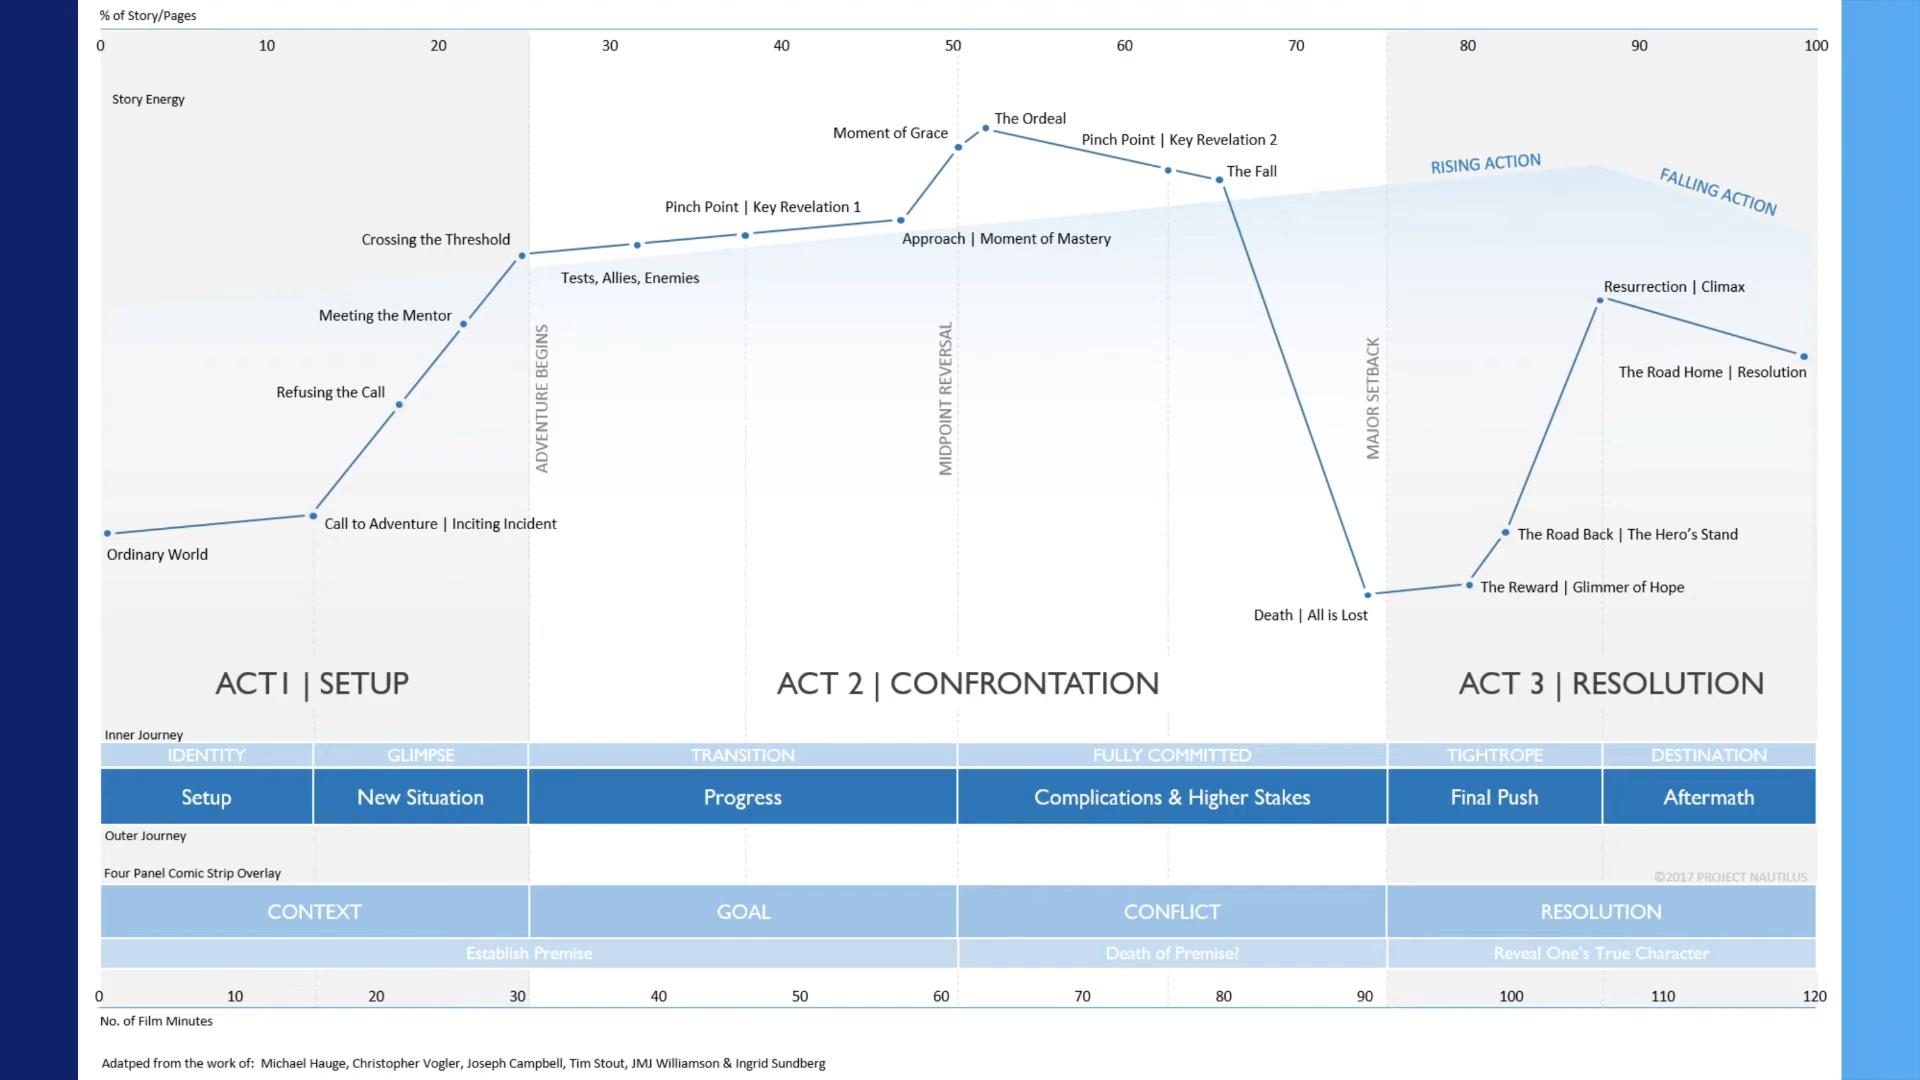 % of Story/Pages
0 10 20 30 40 50 60 70 80 90 100
Story Energy
The Ordeal
Moment of Grace
Pinch Point | Key Revelation 2
RISING ACTION
The Fall
FALLING ACTION
Pinch Point | Key Revelation 1
Crossing the Threshold
Approach | Moment of Mastery
Tests, Allies, Enemies
Resurrection | Climax
Meeting the Mentor
ADVENTURE BEGINS
MIDPOINT REVERSAL
MAJOR SETBACK
The Road Home | Resolution
Refusing the Call
Call to Adventure | Inciting Incident
The Road Back | The Hero’s Stand
Ordinary World
The Reward | Glimmer of Hope
Death | All is Lost
ACT I | SETUP
ACT 2 | CONFRONTATION
ACT 3 | RESOLUTION
Inner Journey
IDENTITY GLIMPSE TRANSITION FULLY COMMITTED TIGHTROPE DESTINATION
Setup New Situation Progress Complications & Higher Stakes Final Push Aftermath
Outer Journey
Four Panel Comic Strip Overlay
©2017 PROJECT NAUTILUS
CONTEXT GOAL CONFLICT RESOLUTION
Establish Premise Death of Premise? Reveal One’s True Character
0 10 20 30 40 50 60 70 80 90 100 110 120
No. of Film Minutes
Adatped from the work of: Michael Hauge, Christopher Vogler, Joseph Campbell, Tim Stout, JMJ Williamson & Ingrid Sundberg